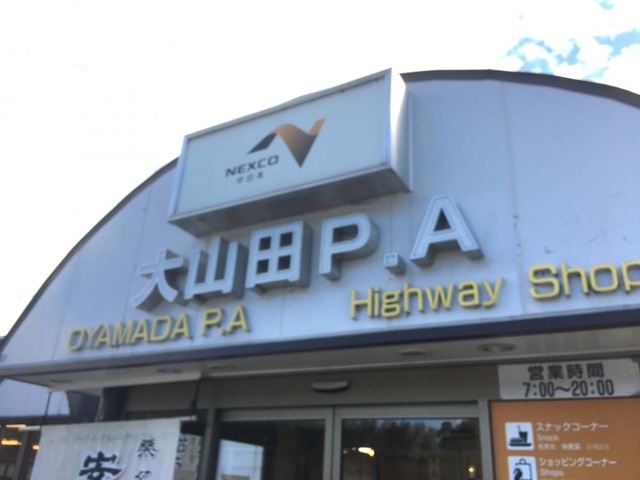 NEXCO
中日本
大山田P.A
OYAMADA P.A
Highway Shop
営業時間
7:00〜20:00
スナックコーナー
Snack
ショッピングコーナー
Shops